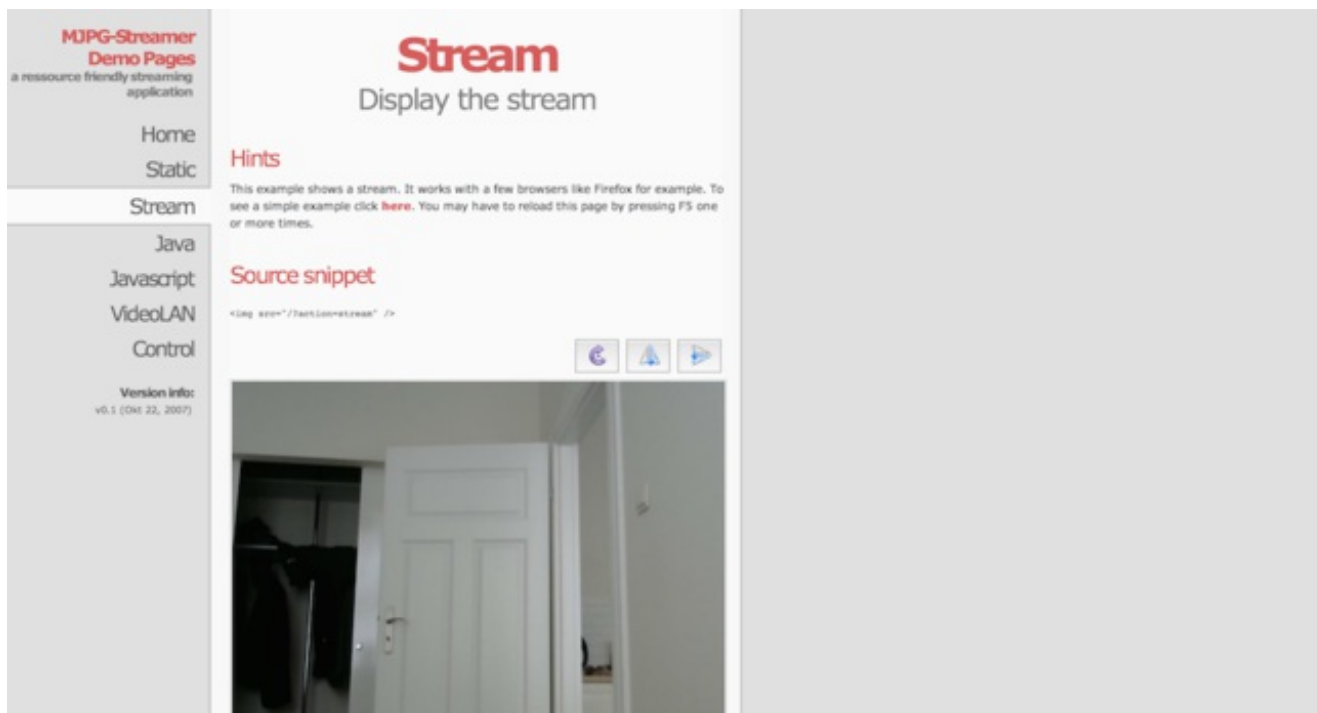 MJPG-Streamer
Demo Pages
a ressource friendly streaming
application
Home
Static
Stream
Java
Javascript
VideoLAN
Control
Version info:
v0.1 (Okt 22, 2007)
Stream
Display the stream
Hints
This example shows a stream. It works with a few browsers like Firefox for example. To
see a simple example click here. You may have to reload this page by pressing F5 one
or more times.
Source snippet
<img src="/?action=stream" />